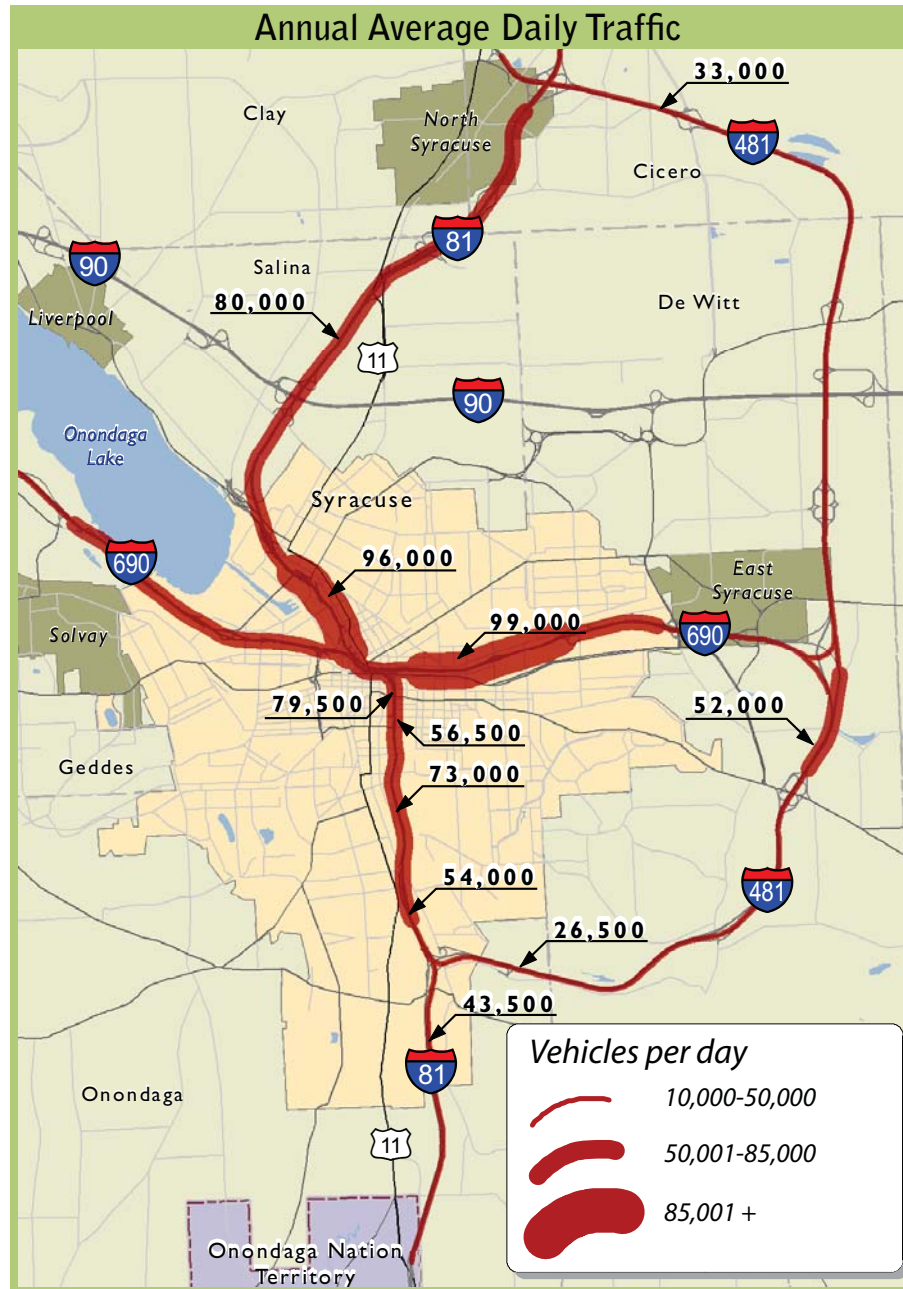 Annual Average Daily Traffic
33,000
Clay
North
Syracuse
481
Cicero
81
90
Salina
80,000
De Witt
Liverpool
11
90
Onondaga
Lake
Syracuse
96,000
690
East
Syracuse
99,000
690
Solvay
79,500
52,000
56,500
Geddes
73,000
54,000
481
26,500
43,500
81
Onondaga
11
Onondaga Nation
Territory
Vehicles per day
10,000-50,000
50,001-85,000
85,001 +